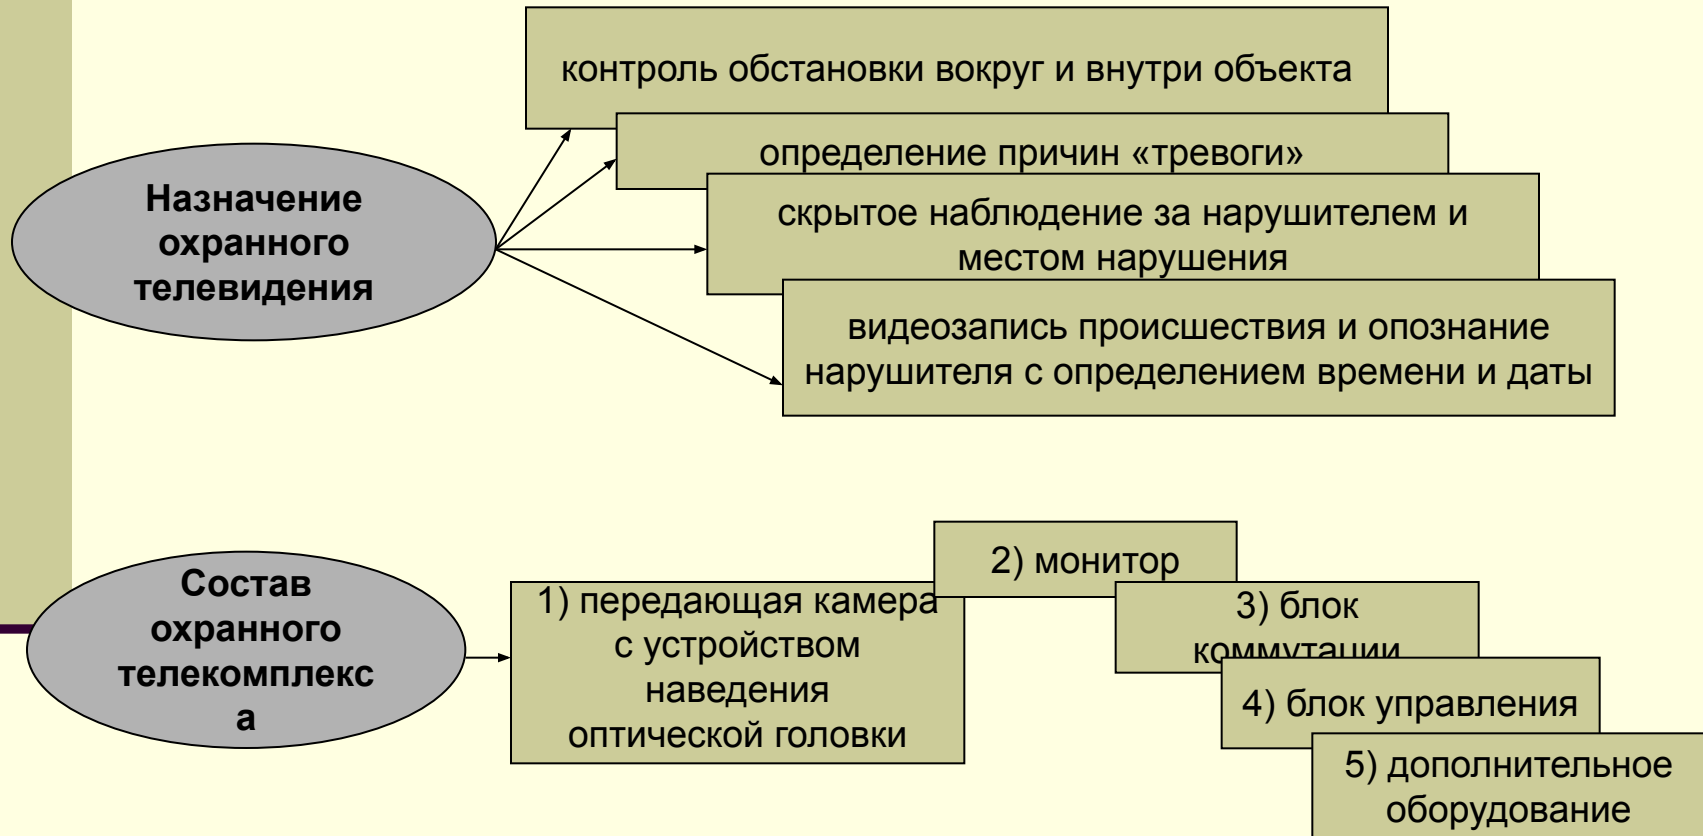 контроль обстановки вокруг и внутри объекта
определение причин «тревоги»
Назначение
охранного
телевидения
скрытое наблюдение за нарушителем и
местом нарушения
видеозапись происшествия и опознание
нарушителя с определением времени и даты
Состав
охранного
телекомплекс
а
1) передающая камера
с устройством
наведения
оптической головки
2) монитор
3) блок
коммутации
4) блок управления
5) дополнительное
оборудование